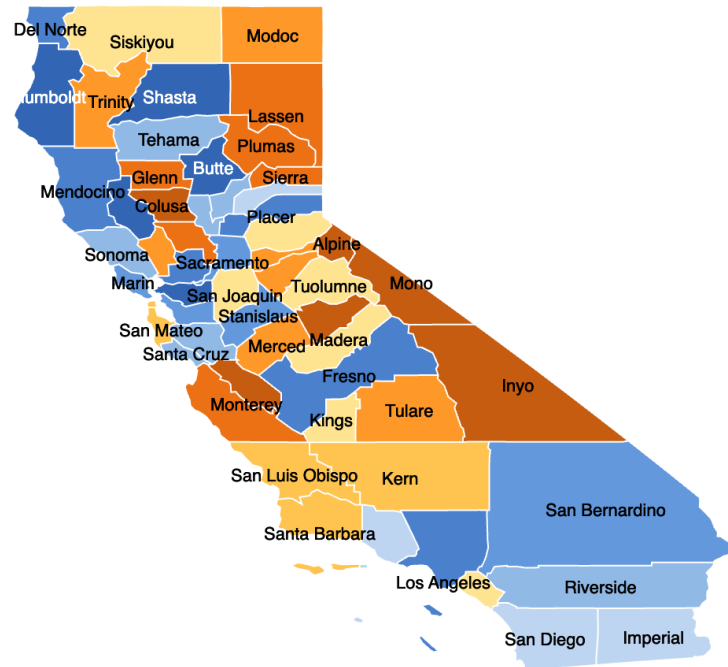 Del Norte
Siskiyou
Modoc
umboldt
Trinity
Shasta
Lassen
Tehama
Plumas
Butte
Glenn
Sierra
Mendocino
Colusa
Placer
Alpine
Sonoma
Sacramento
Marin
Mono
Tuolumne
San Joaquin
Stanislaus
San Mateo
Madera
Merced
Santa Cruz
Fresno
Inyo
Monterey
Tulare
Kings
San Luis Obispo
Kern
San Bernardino
Santa Barbara
Los Angeles
Riverside
San Diego
Imperial